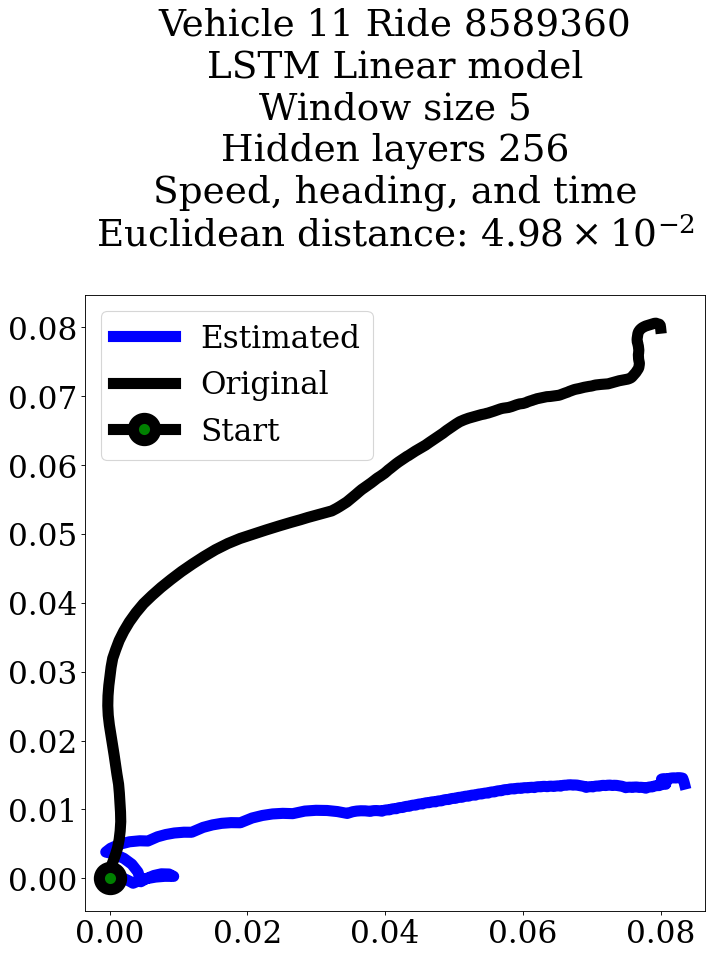 Vehicle 11 Ride 8589360
LSTM Linear model
Window size 5
Hidden layers 256
Speed, heading, and time
Euclidean distance: 4.98 × 10⁻²
Estimated
Original
Start
0.08
0.07
0.06
0.05
0.04
0.03
0.02
0.01
0.00
0.00 0.02 0.04 0.06 0.08